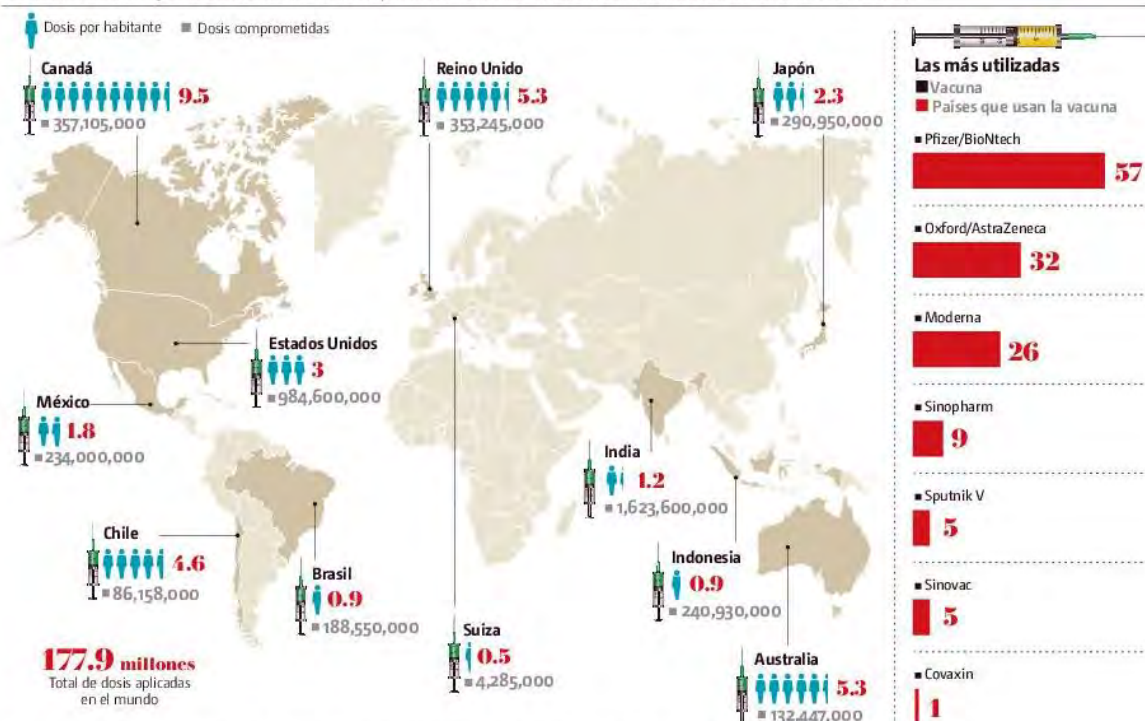 Dosis por habitante ■ Dosis comprometidas
Canadá
9.5
■ 357,105,000
Reino Unido
5.3
■ 353,245,000
Japón
2.3
■ 290,950,000
Estados Unidos
3
■ 984,600,000
México
1.8
■ 234,000,000
India
1.2
■ 1,623,600,000
Chile
4.6
■ 86,158,000
Brasil
0.9
■ 188,550,000
Indonesia
0.9
■ 240,930,000
Suiza
0.5
■ 4,285,000
Australia
5.3
■ 132,447,000
177.9 millones
Total de dosis aplicadas
en el mundo
Las más utilizadas
■ Vacuna
■ Países que usan la vacuna
■ Pfizer/BioNtech
57
■ Oxford/AstraZeneca
32
■ Moderna
26
■ Sinopharm
9
■ Sputnik V
5
■ Sinovac
5
■ Covaxin
1